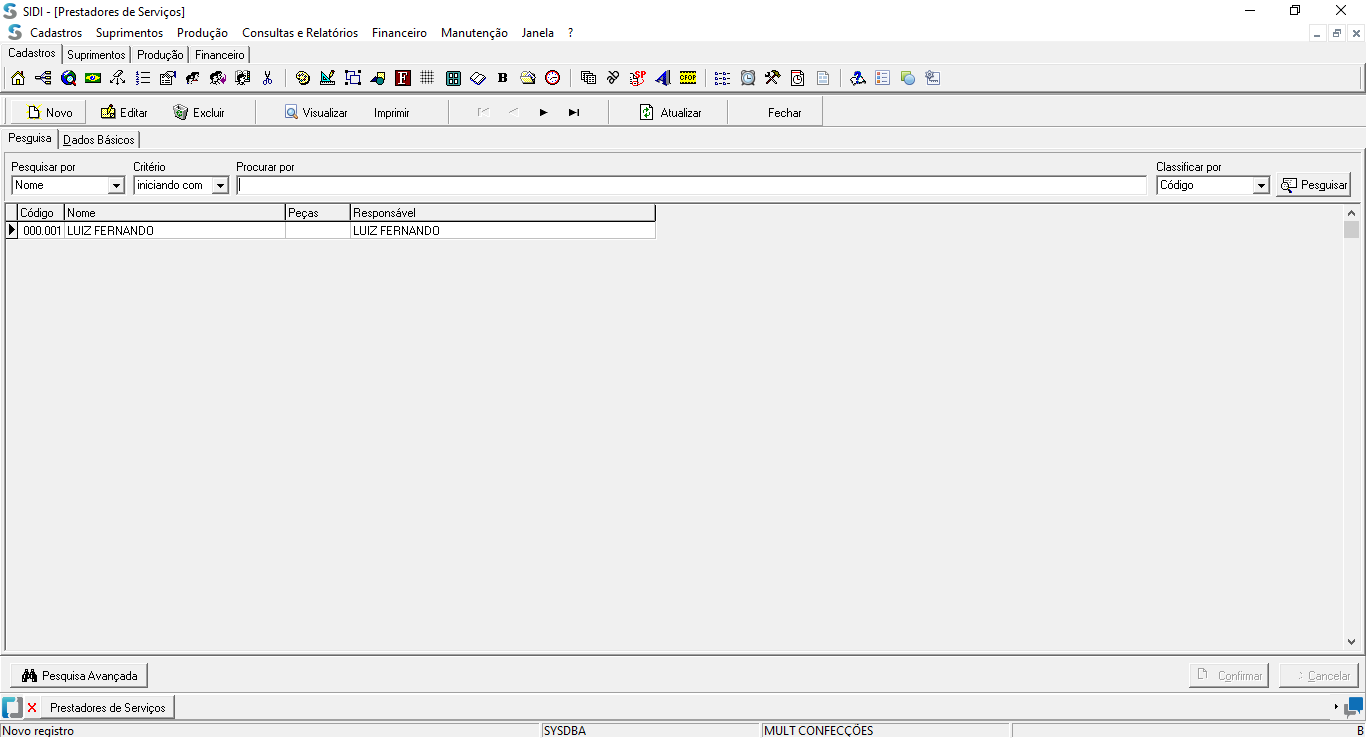 SIDI - [Prestadores de Serviços]
Cadastros Suprimentos Produção Consultas e Relatórios Financeiro Manutenção Janela ?
Cadastros Suprimentos Produção Financeiro
F B SP CFOP
Novo Editar Excluir Visualizar Imprimir Atualizar Fechar
Pesquisa Dados Básicos
Pesquisar por Critério Procurar por Classificar por
Nome iniciando com Código Pesquisar
Código Nome Peças Responsável
000.001 LUIZ FERNANDO LUIZ FERNANDO
Pesquisa Avançada Confirmar Cancelar
Prestadores de Serviços
Novo registro SYSDBA MULT CONFECÇÕES B